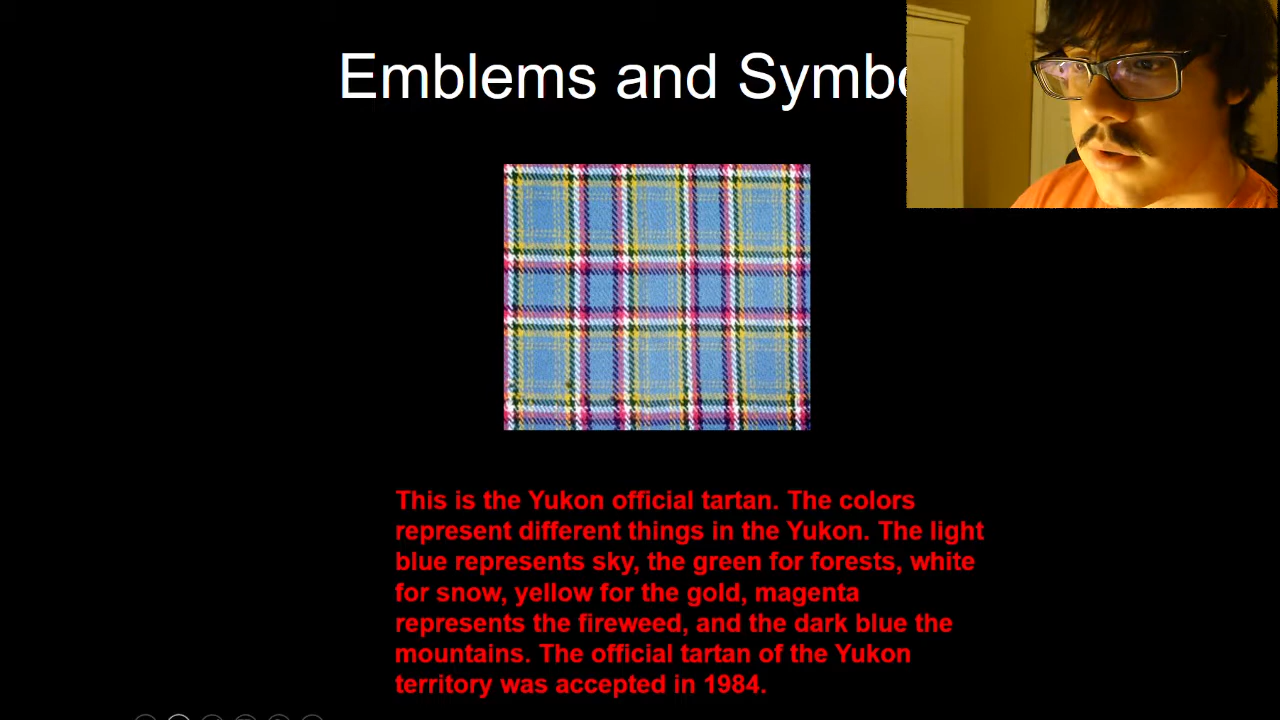 Emblems and
This is the Yukon official tartan. The colors
represent different things in the Yukon. The light
blue represents sky, the green for forests, white
for snow, yellow for the gold, magenta
represents the fireweed, and the dark blue the
mountains. The official tartan of the Yukon
territory was accepted in 1984.